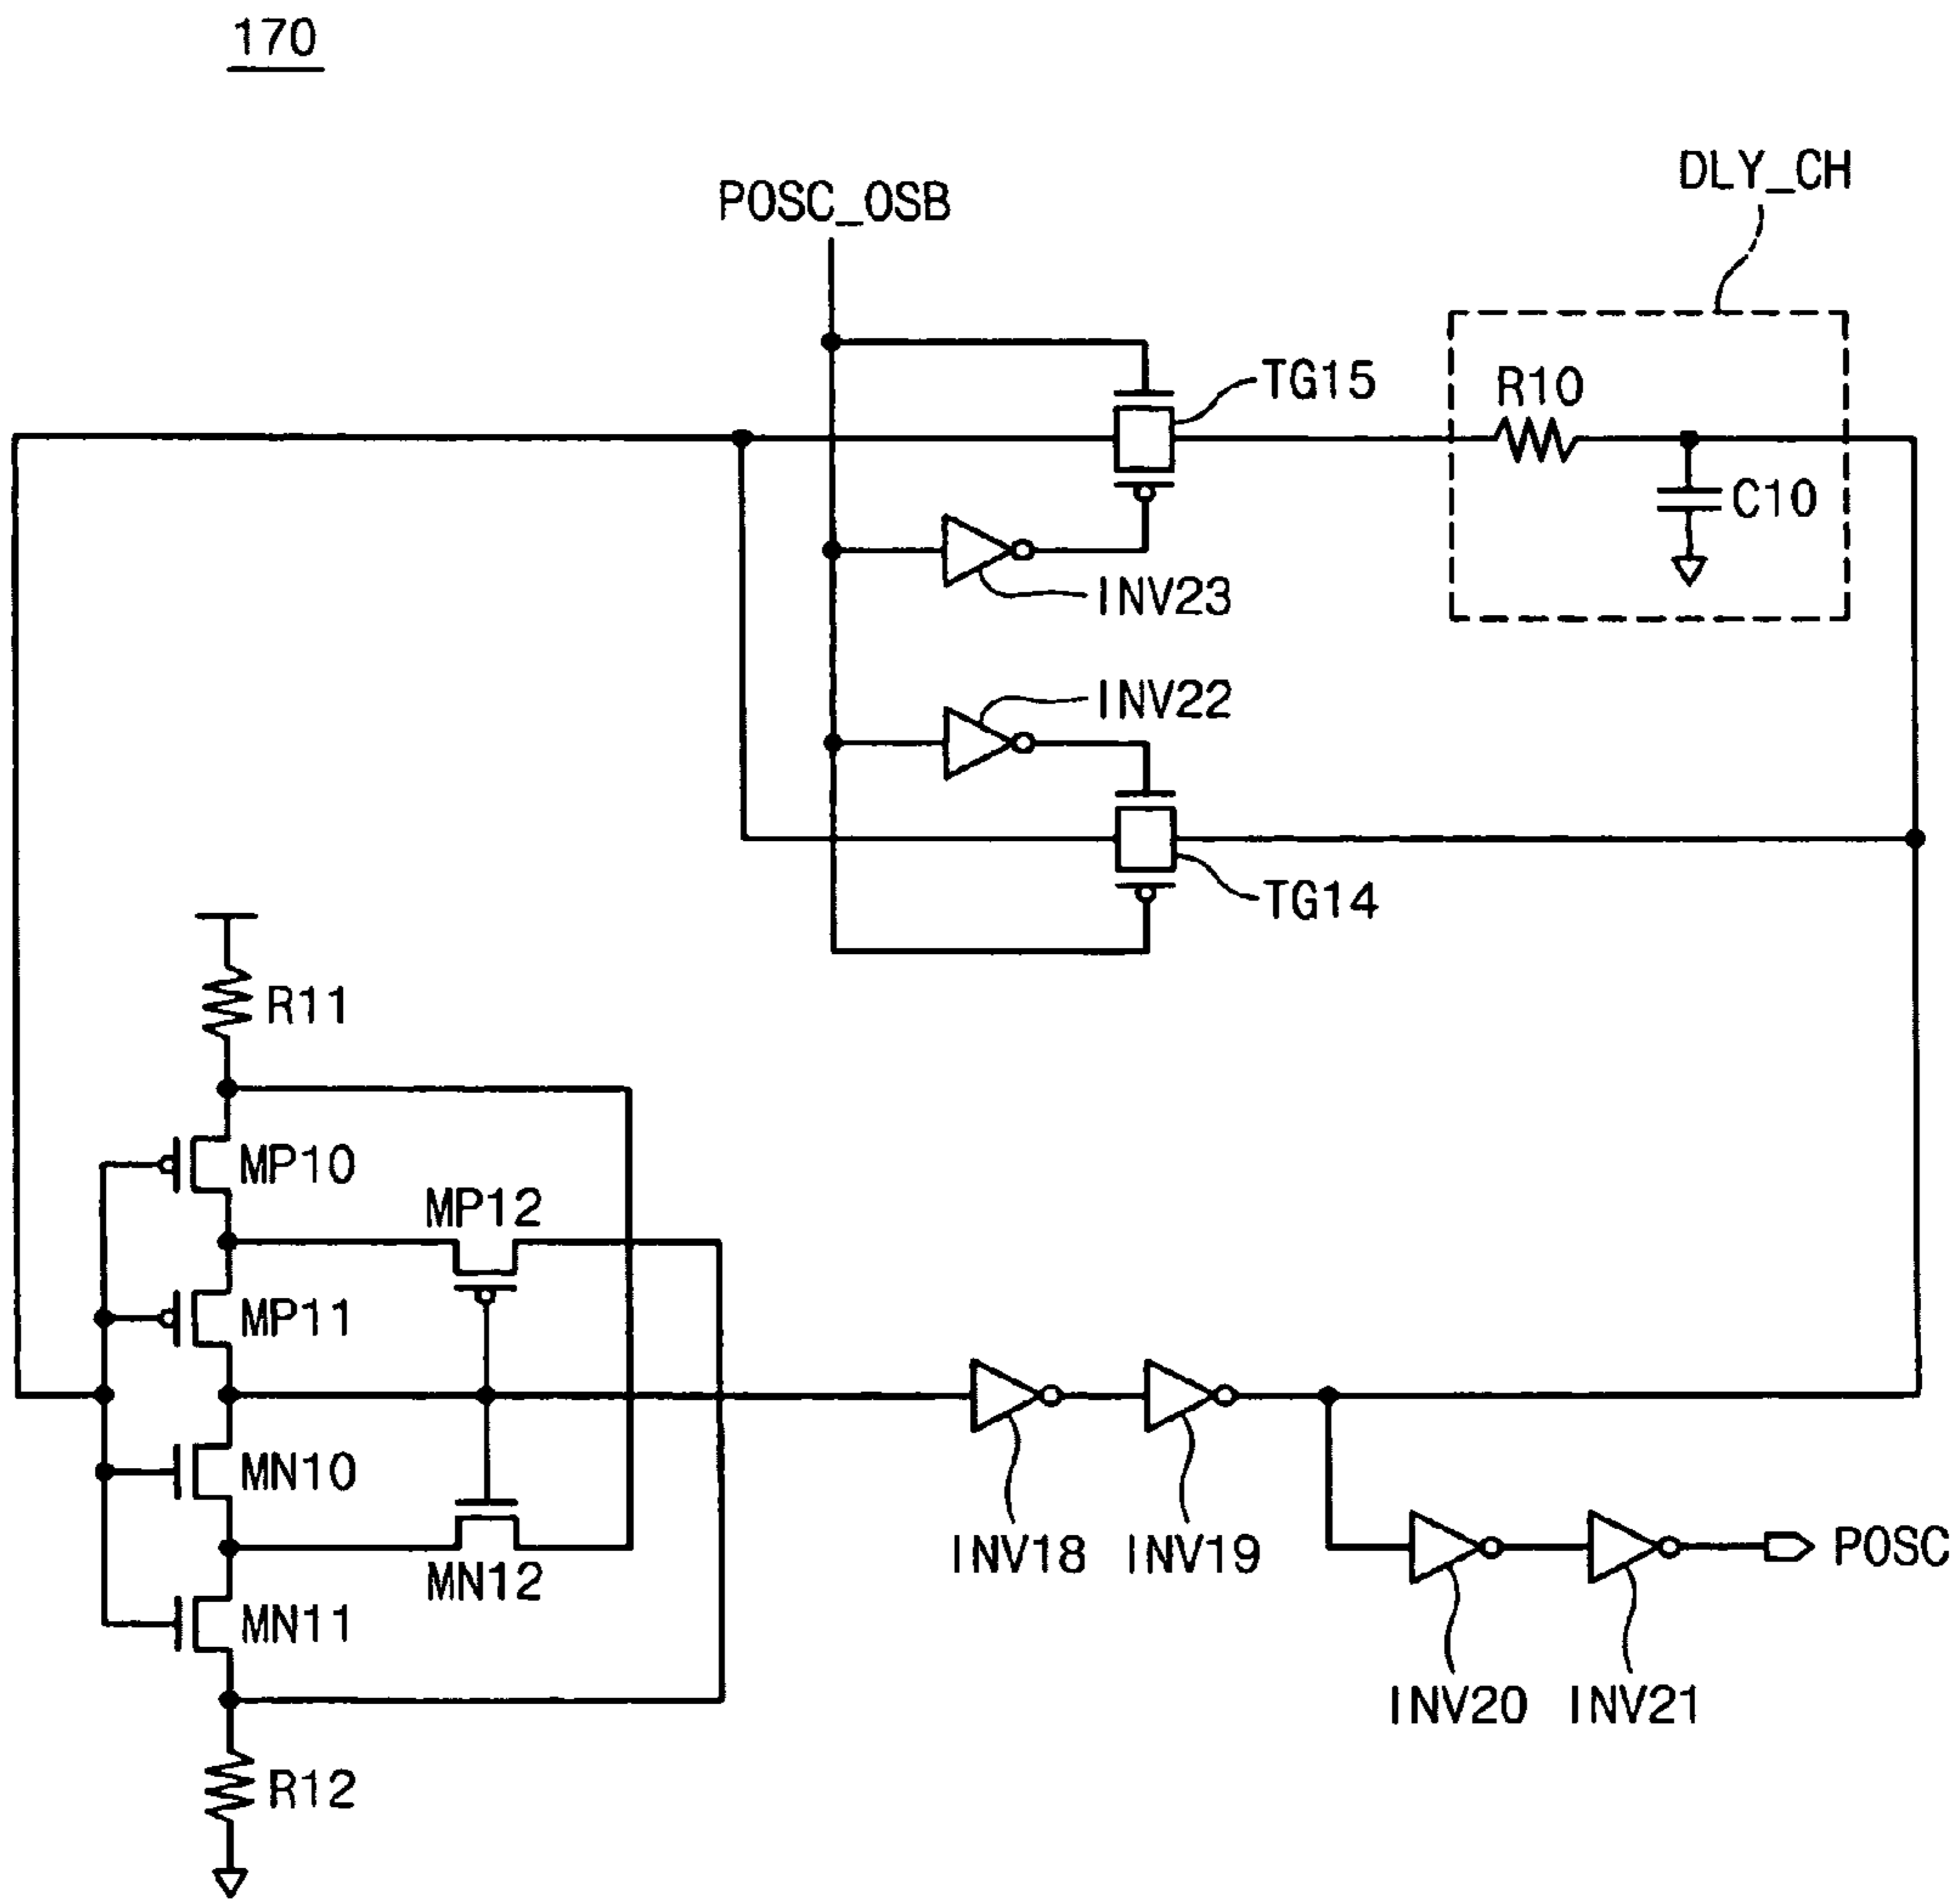 170
DLY_CH
POSC_OSB
TG15
R10
C10
INV23
INV22
TG14
R11
MP10
MP12
MP11
MN10
INV18
INV19
POSC
MN12
MN11
INV20
INV21
R12